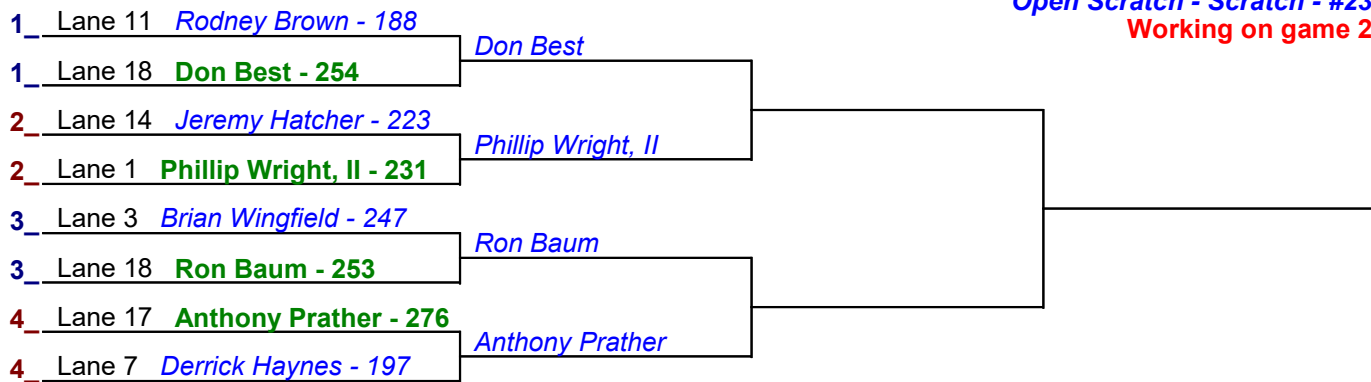 Open Scratch - Scratch - #23
Working on game 2
1_ Lane 11 Rodney Brown - 188
Don Best
1_ Lane 18 Don Best - 254
2_ Lane 14 Jeremy Hatcher - 223
Phillip Wright, II
2_ Lane 1 Phillip Wright, II - 231
3_ Lane 3 Brian Wingfield - 247
Ron Baum
3_ Lane 18 Ron Baum - 253
4_ Lane 17 Anthony Prather - 276
Anthony Prather
4_ Lane 7 Derrick Haynes - 197